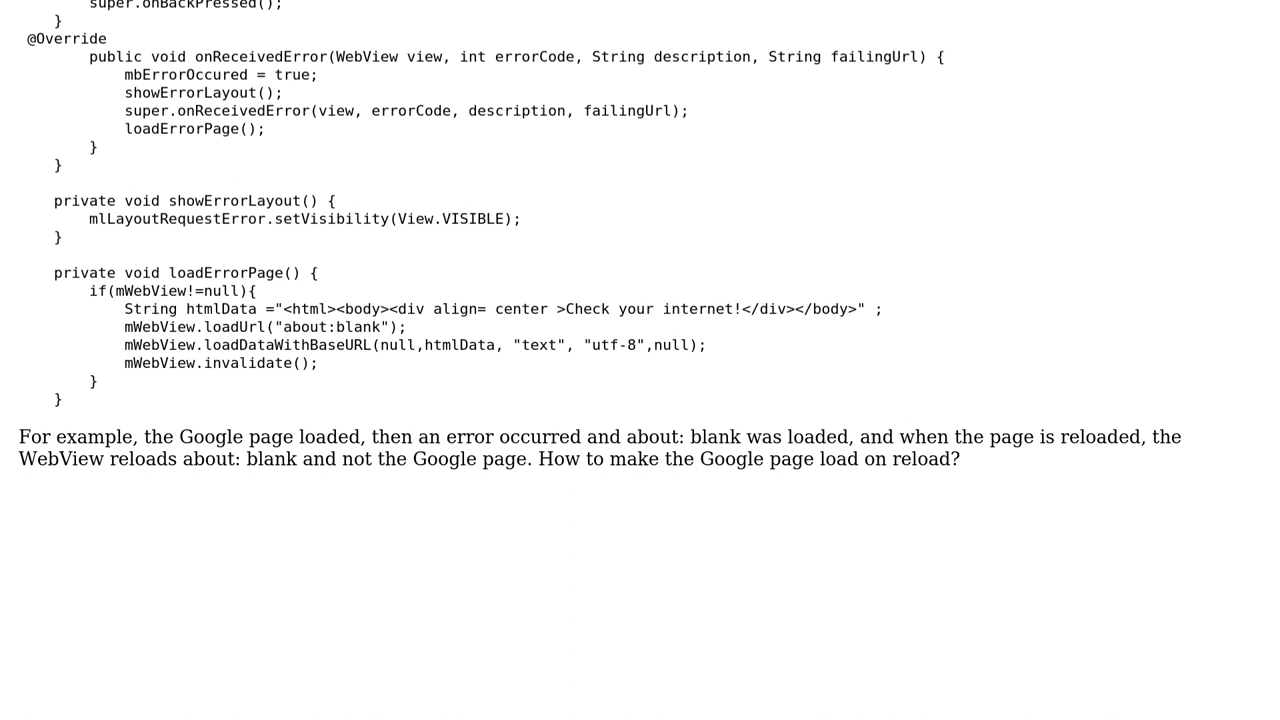 super.onBackPressed();
}
@Override
public void onReceivedError(WebView view, int errorCode, String description, String failingUrl) {
mbErrorOccured = true;
showErrorLayout();
super.onReceivedError(view, errorCode, description, failingUrl);
loadErrorPage();
}
}
private void showErrorLayout() {
mlLayoutRequestError.setVisibility(View.VISIBLE);
}
private void loadErrorPage() {
if(mWebView!=null){
String htmlData ="<html><body><div align= center >Check your internet!</div></body>" ;
mWebView.loadUrl("about:blank");
mWebView.loadDataWithBaseURL(null,htmlData, "text", "utf-8",null);
mWebView.invalidate();
}
}
For example, the Google page loaded, then an error occurred and about: blank was loaded, and when the page is reloaded, the
WebView reloads about: blank and not the Google page. How to make the Google page load on reload?